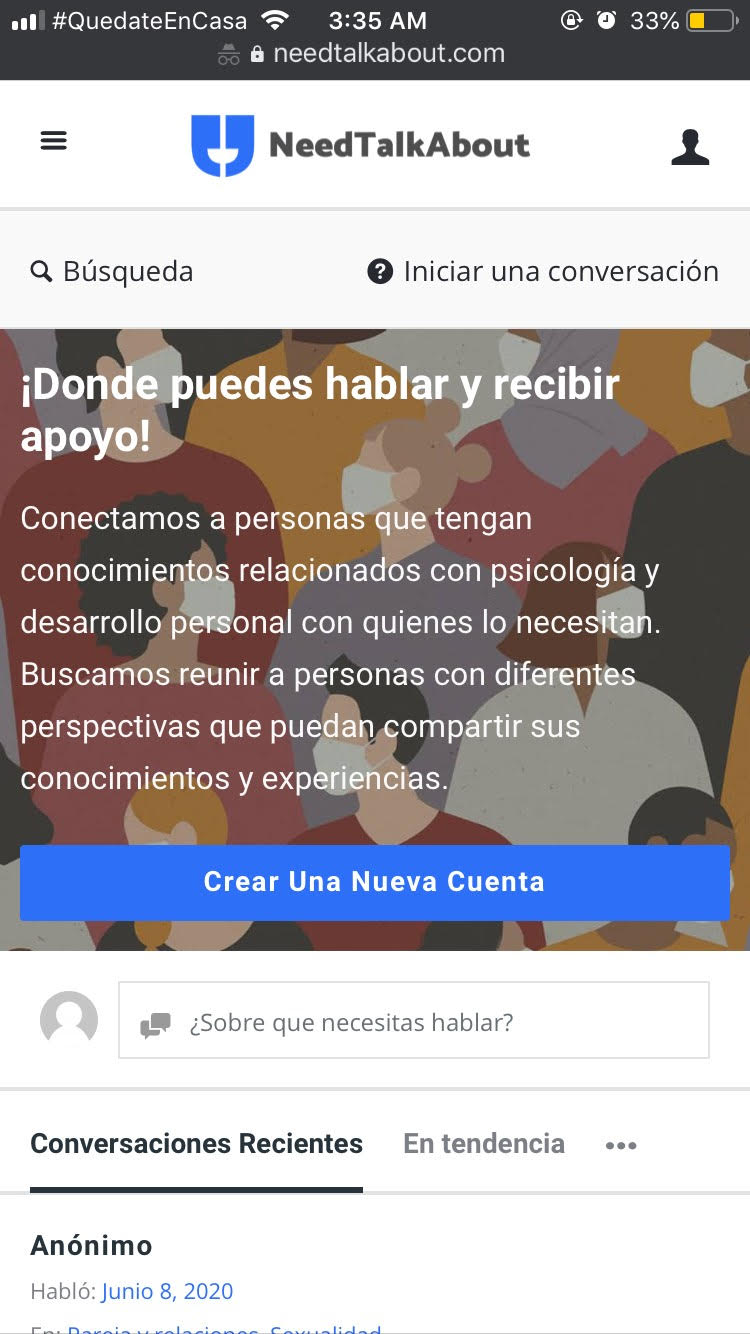 #QuedateEnCasa 3:35 AM 33%
needtalkabout.com
NeedTalkAbout
Búsqueda Iniciar una conversación
¡Donde puedes hablar y recibir
apoyo!
Conectamos a personas que tengan
conocimientos relacionados con psicología y
desarrollo personal con quienes lo necesitan.
Buscamos reunir a personas con diferentes
perspectivas que puedan compartir sus
conocimientos y experiencias.
Crear Una Nueva Cuenta
¿Sobre que necesitas hablar?
Conversaciones Recientes En tendencia
Anónimo
Habló: Junio 8, 2020
En: Pareja y relaciones, Sexualidad